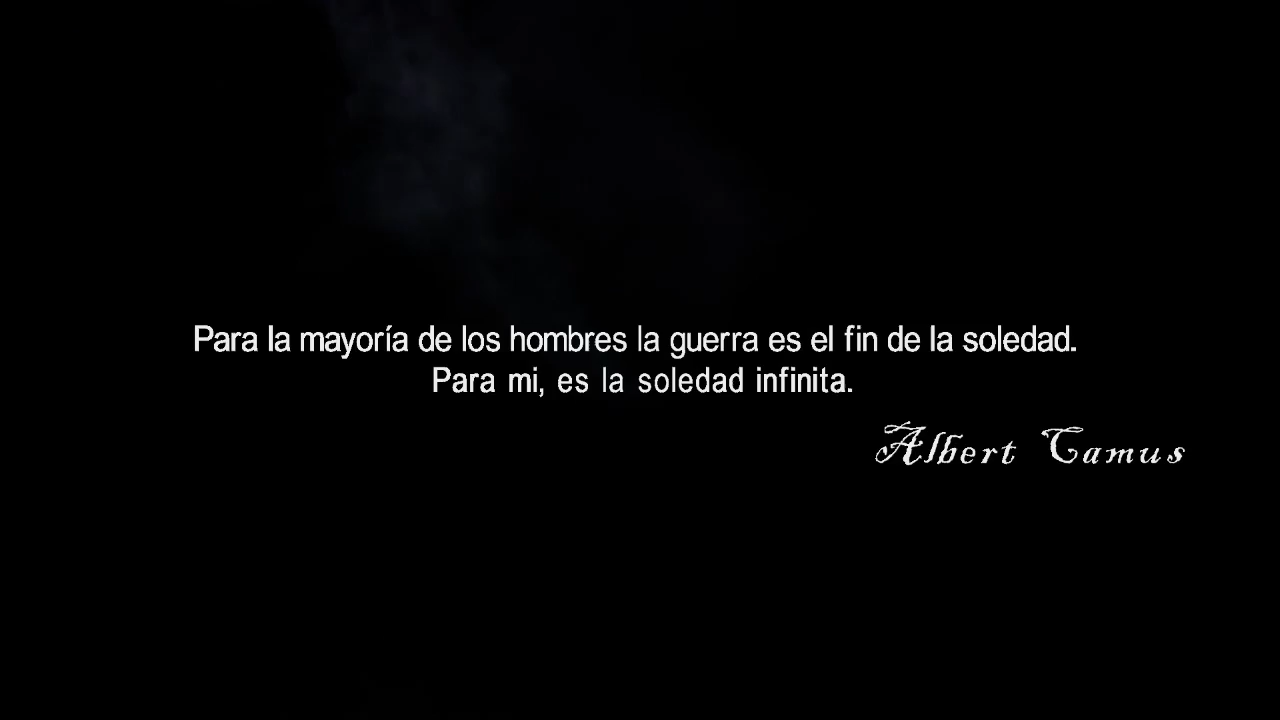 Para la mayoría de los hombres la guerra es el fin de la soledad.
Para mi, es la soledad infinita.
Albert Camus